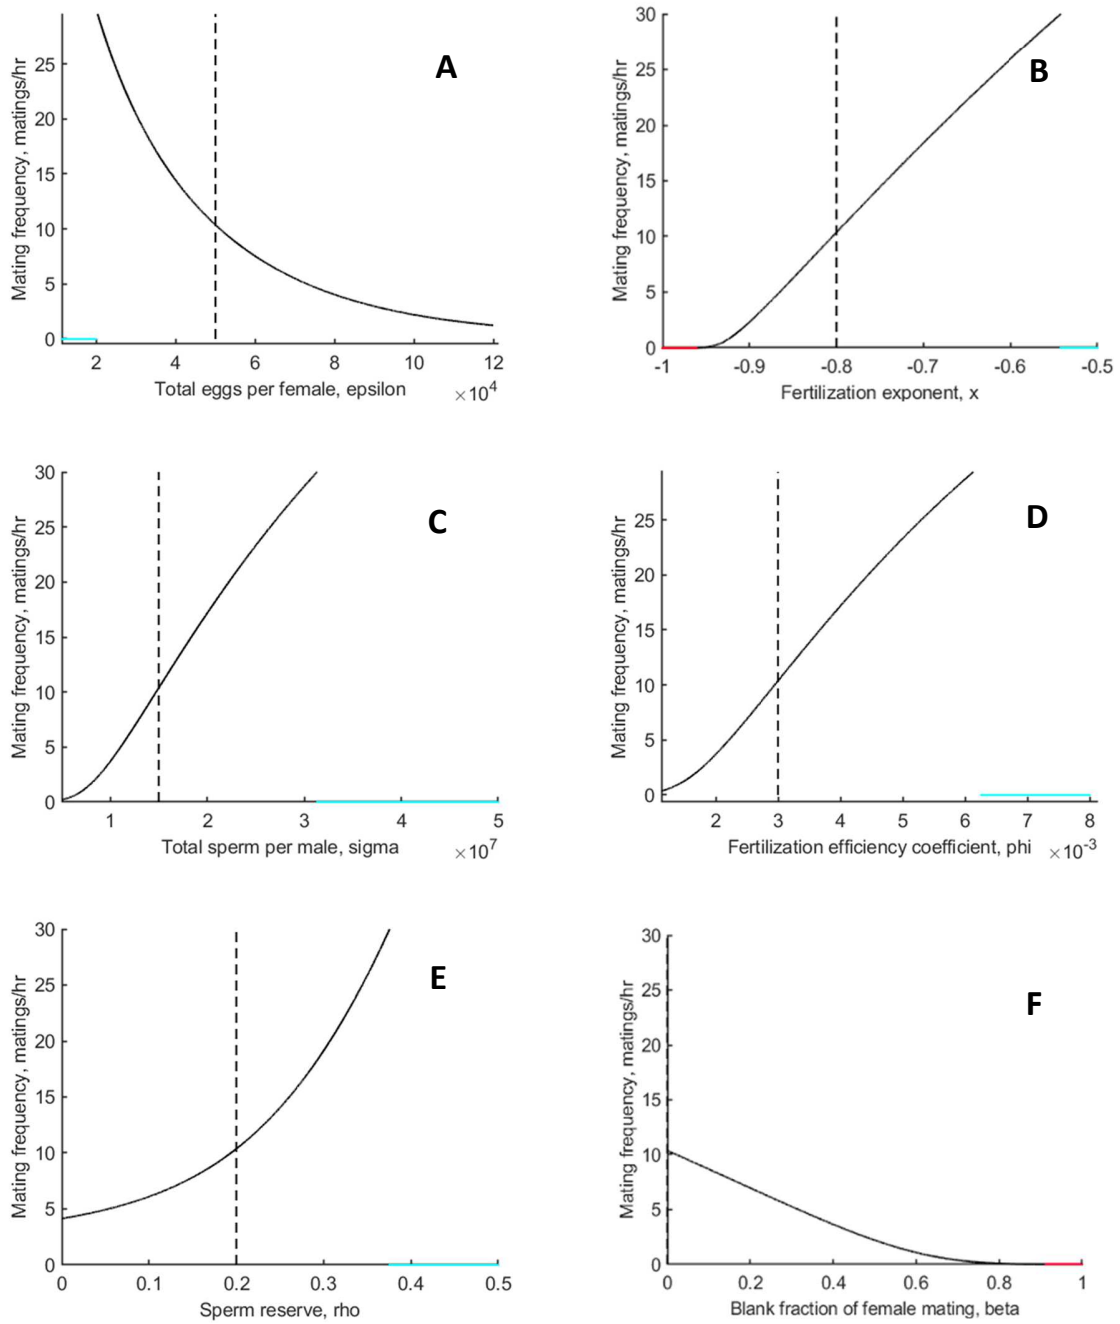 A
Mating frequency, matings/hr
25
20
15
10
5
0
2 4 6 8 10 12
Total eggs per female, epsilon
×10⁴
B
Mating frequency, matings/hr
30
25
20
15
10
5
0
-1 -0.9 -0.8 -0.7 -0.6 -0.5
Fertilization exponent, x
C
Mating frequency, matings/hr
30
25
20
15
10
5
0
1 2 3 4 5
Total sperm per male, sigma
×10⁷
D
Mating frequency, matings/hr
25
20
15
10
5
0
2 3 4 5 6 7 8
Fertilization efficiency coefficient, phi
×10⁻³
E
Mating frequency, matings/hr
30
25
20
15
10
5
0
0 0.1 0.2 0.3 0.4 0.5
Sperm reserve, rho
F
Mating frequency, matings/hr
30
25
20
15
10
5
0
0 0.2 0.4 0.6 0.8 1
Blank fraction of female mating, beta